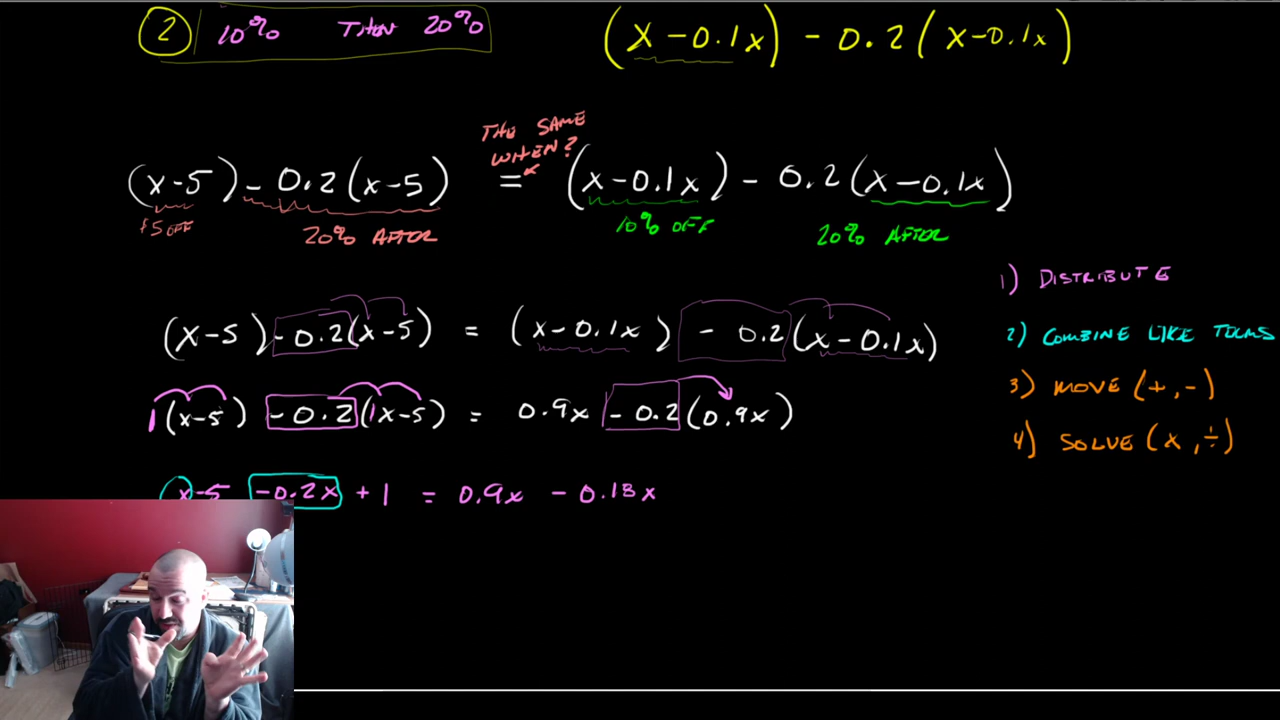 2 10% THEN 20% (x-0.1x) - 0.2(x-0.1x)
THE SAME WHEN?
(x-5) - 0.2(x-5) = (x-0.1x) - 0.2(x-0.1x)
$5 OFF 20% AFTER 10% OFF 20% AFTER
1) DISTRIBUTE
(x-5) - 0.2(x-5) = (x-0.1x) - 0.2(x-0.1x)
2) COMBINE LIKE TERMS
3) MOVE (+,-)
1(x-5) - 0.2(1x-5) = 0.9x - 0.2(0.9x)
4) SOLVE (x,÷)
x-5 -0.2x + 1 = 0.9x - 0.18x